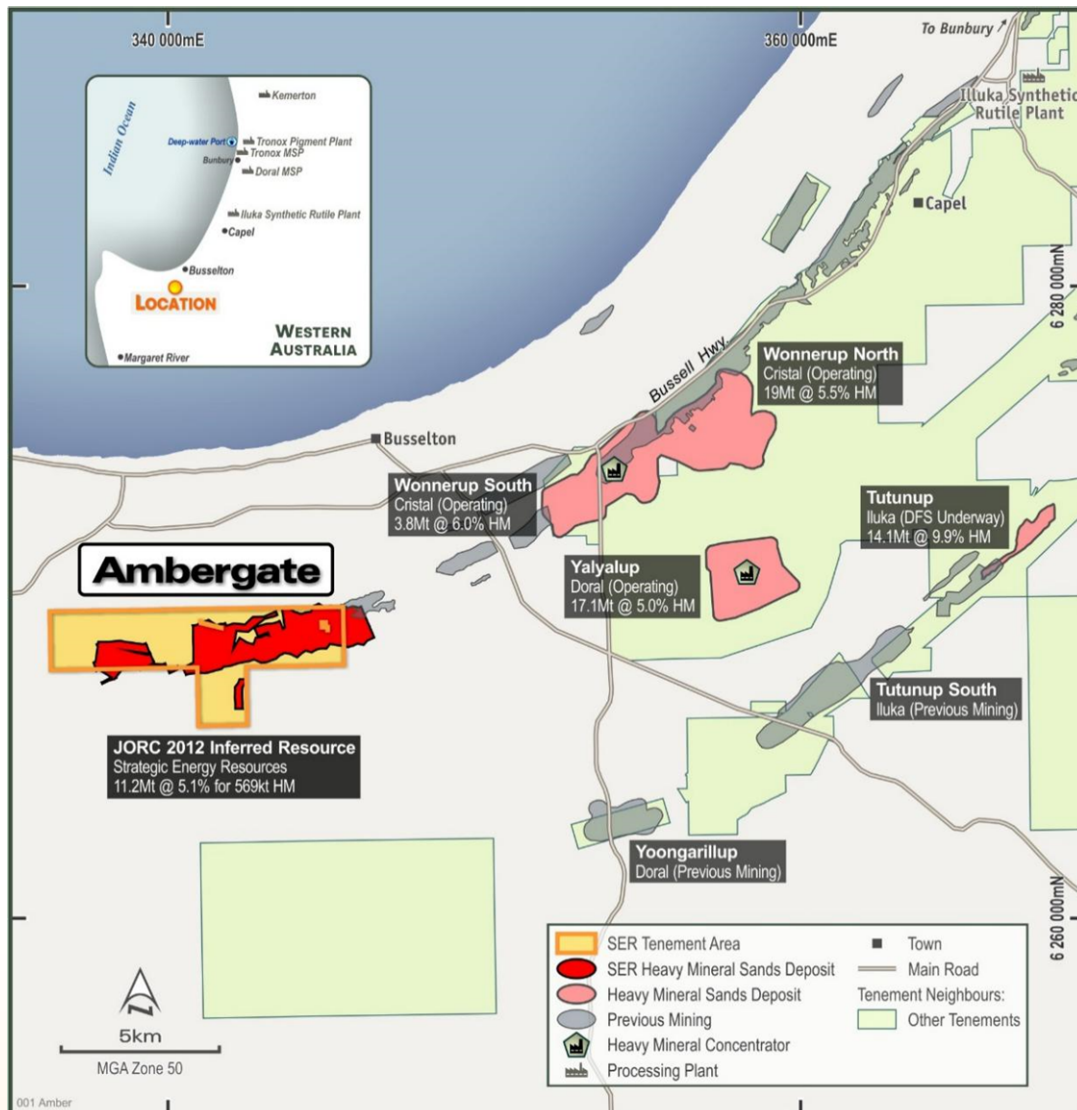 340 000mE
360 000mE
To Bunbury
Illuka Synthetic
Rutile Plant
Indian Ocean
Kemerton
Deep-water Port
Tronox Pigment Plant
Bunbury
Tronox MSP
Doral MSP
Iluka Synthetic Rutile Plant
Capel
Busselton
LOCATION
WESTERN
AUSTRALIA
Margaret River
Capel
6 280 000mN
Bussell Hwy
Wonnerup North
Cristal (Operating)
19Mt @ 5.5% HM
Busselton
Wonnerup South
Cristal (Operating)
3.8Mt @ 6.0% HM
Tutunup
Iluka (DFS Underway)
14.1Mt @ 9.9% HM
Yalyalup
Doral (Operating)
17.1Mt @ 5.0% HM
Ambergate
JORC 2012 Inferred Resource
Strategic Energy Resources
11.2Mt @ 5.1% for 569kt HM
Tutunup South
Iluka (Previous Mining)
Yoongarillup
Doral (Previous Mining)
6 260 000mN
SER Tenement Area
SER Heavy Mineral Sands Deposit
Heavy Mineral Sands Deposit
Previous Mining
Heavy Mineral Concentrator
Processing Plant
Town
Main Road
Tenement Neighbours:
Other Tenements
N
5km
MGA Zone 50
001 Amber